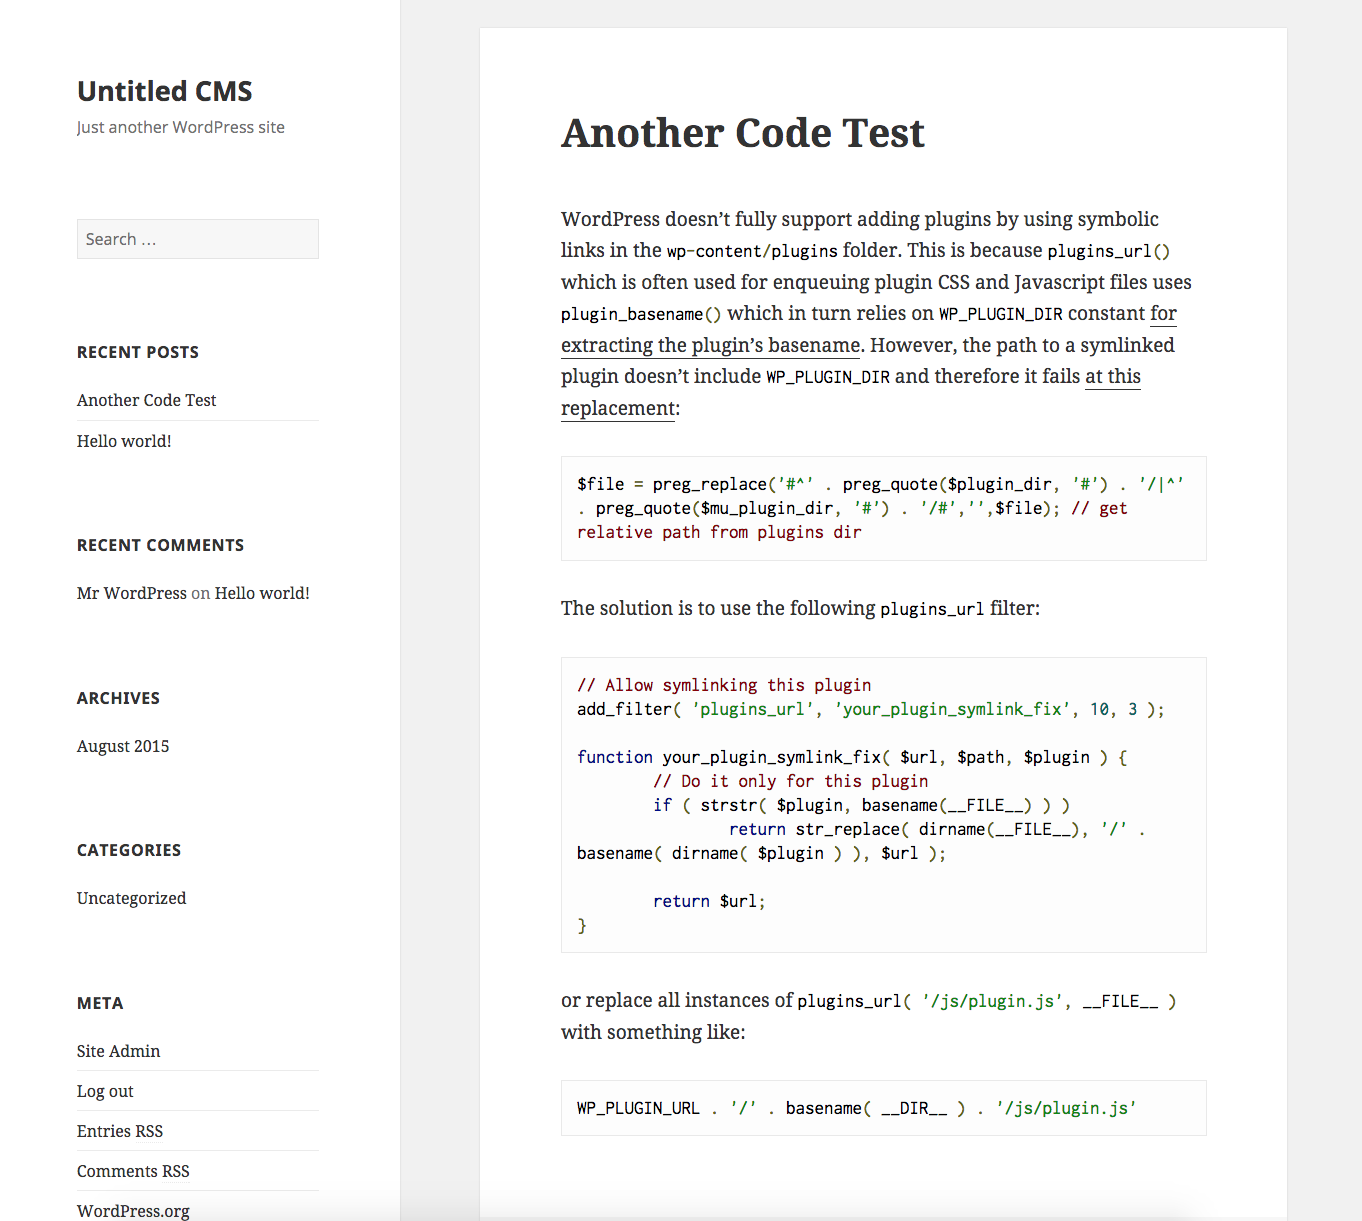 Untitled CMS
Just another WordPress site
Search …
RECENT POSTS
Another Code Test
Hello world!
RECENT COMMENTS
Mr WordPress on Hello world!
ARCHIVES
August 2015
CATEGORIES
Uncategorized
META
Site Admin
Log out
Entries RSS
Comments RSS
WordPress.org
Another Code Test
WordPress doesn’t fully support adding plugins by using symbolic
links in the wp-content/plugins folder. This is because plugins_url()
which is often used for enqueuing plugin CSS and Javascript files uses
plugin_basename() which in turn relies on WP_PLUGIN_DIR constant for
extracting the plugin’s basename. However, the path to a symlinked
plugin doesn’t include WP_PLUGIN_DIR and therefore it fails at this
replacement:
$file = preg_replace('#^' . preg_quote($plugin_dir, '#') . '/|^'
. preg_quote($mu_plugin_dir, '#') . '/#','',$file); // get
relative path from plugins dir
The solution is to use the following plugins_url filter:
// Allow symlinking this plugin
add_filter( 'plugins_url', 'your_plugin_symlink_fix', 10, 3 );
function your_plugin_symlink_fix( $url, $path, $plugin ) {
// Do it only for this plugin
if ( strstr( $plugin, basename(__FILE__) ) )
return str_replace( dirname(__FILE__), '/' .
basename( dirname( $plugin ) ), $url );
return $url;
}
or replace all instances of plugins_url( '/js/plugin.js', __FILE__ )
with something like:
WP_PLUGIN_URL . '/' . basename( __DIR__ ) . '/js/plugin.js'